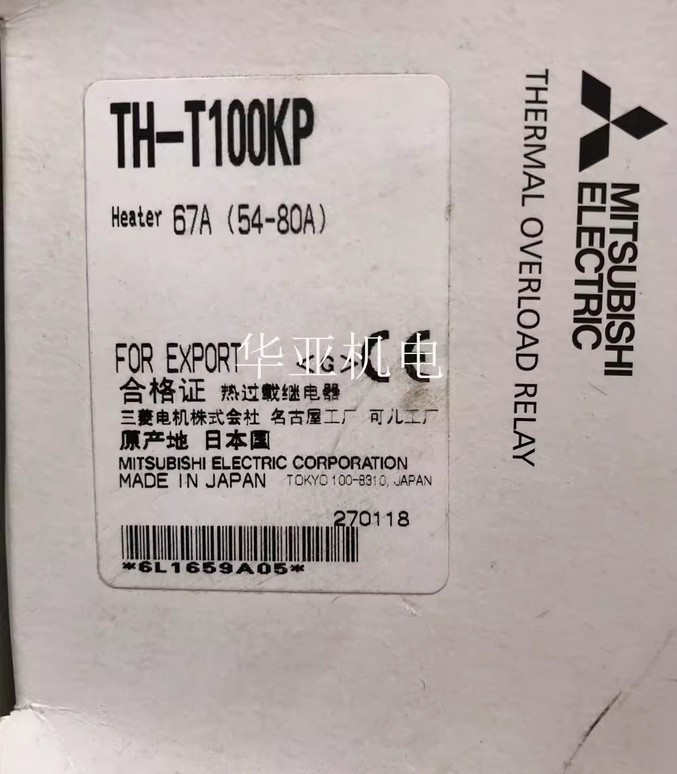 TH-T100KP
Heater 67A (54-80A)
FOR EXPORT <G> CE
合格证 热过载继电器
三菱电机株式会社 名古屋工厂 可儿工厂
原产地 日本国
MITSUBISHI ELECTRIC CORPORATION
MADE IN JAPAN TOKYO 100-8310, JAPAN
270118
*6L1659A05*
华亚机电
MITSUBISHI
ELECTRIC
THERMAL OVERLOAD RELAY